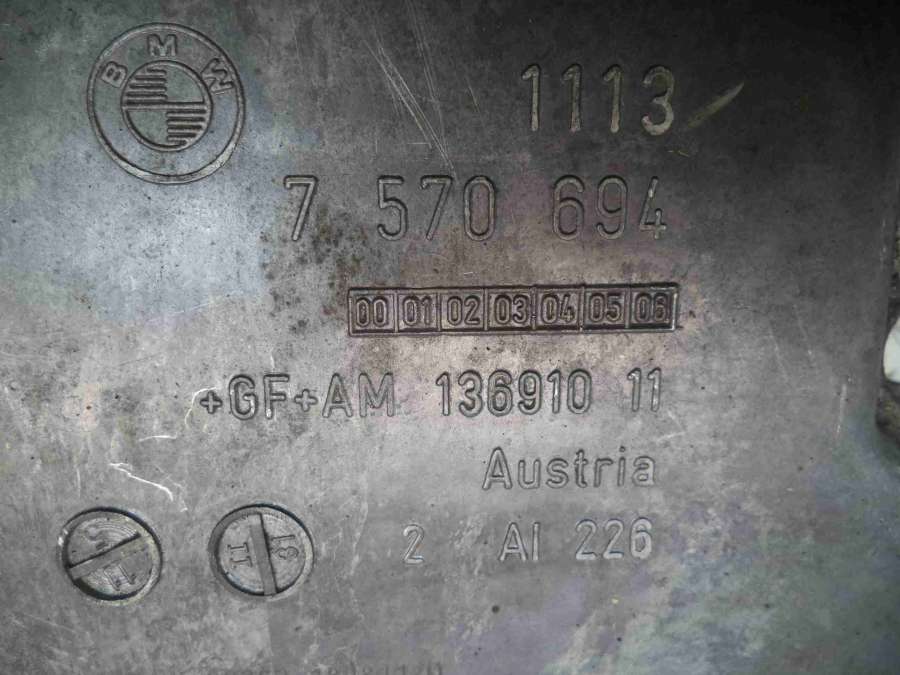 BMW
1113
7 570 694
00 01 02 03 04 05 06
+GF+AM 136910 11
Austria
2 Al 226